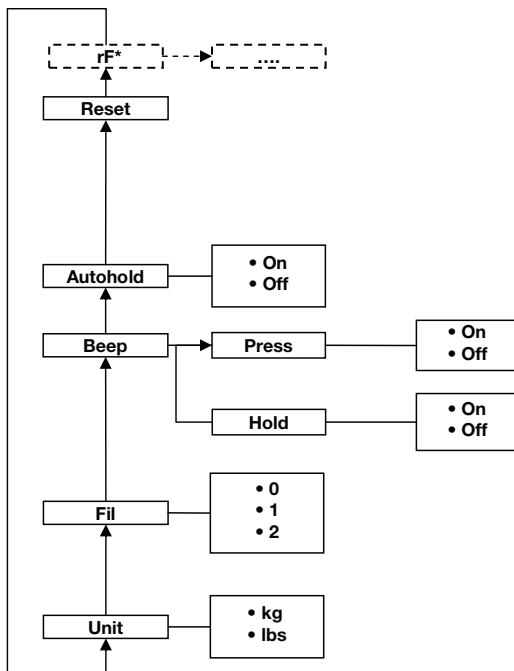 rF*
....
Reset
Autohold
• On
• Off
Beep
Press
• On
• Off
Hold
• On
• Off
Fil
• 0
• 1
• 2
Unit
• kg
• lbs